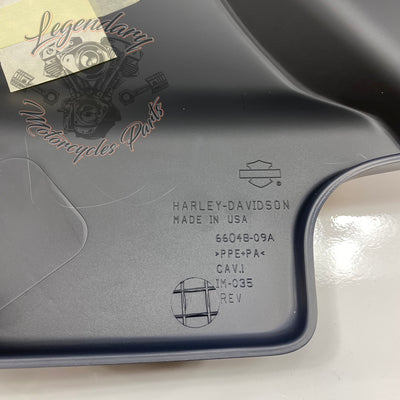 Legendary
Motorcycles Parts
HARLEY-DAVIDSON
MADE IN USA
66048-09A
>PPE+PA<
CAV.1
IM-035
REV